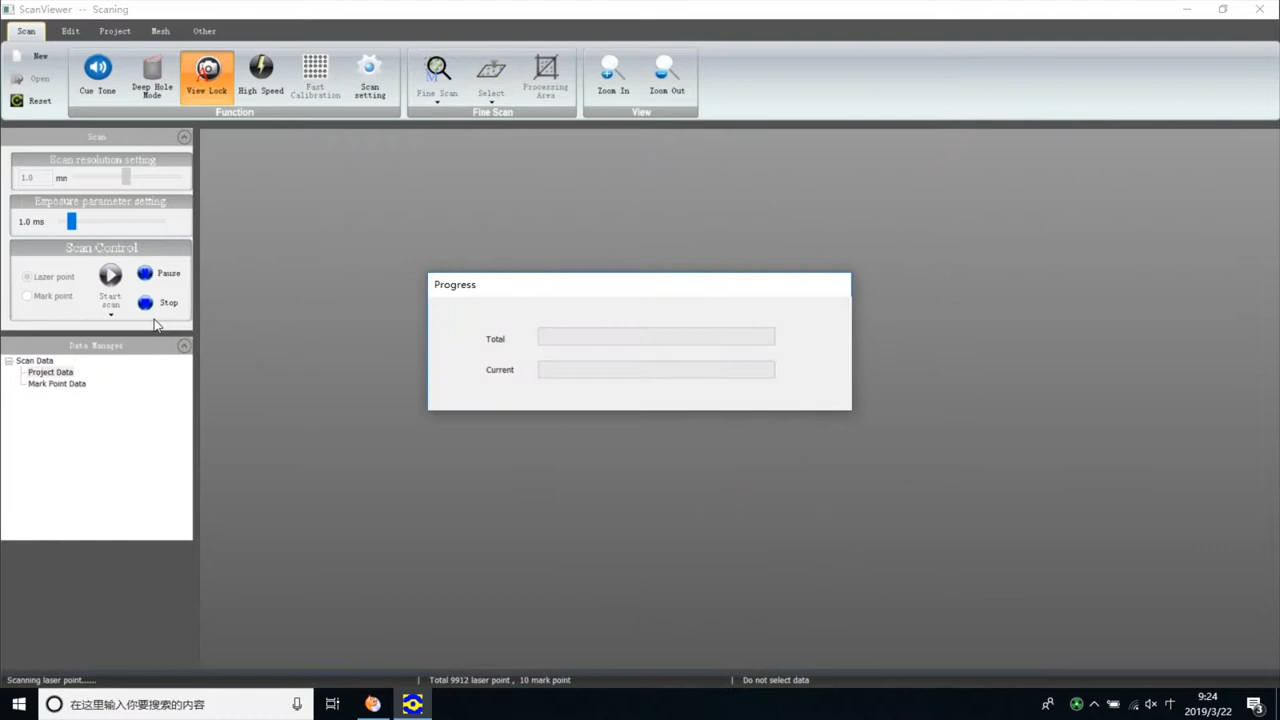 ScanViewer -- Scaning
Scan Edit Project Mesh Other
New
Open
Reset
Cue Tone
Deep Hole
Mode
View Lock
High Speed
Fast
Calibration
Scan
setting
Function
Fine Scan
Select
Processing
Area
Fine Scan
Zoom In
Zoom Out
View
Scan
Scan resolution setting
1.0 mn
Exposure parameter setting
1.0 ms
Scan Control
Lazer point
Mark point
Start
scan
Pause
Stop
Data Manager
Scan Data
Project Data
Mark Point Data
Progress
Total
Current
Scanning laser point......
Total 9912 laser point , 10 mark point
Do not select data
在这里输入你要搜索的内容
中
9:24
2019/3/22
3